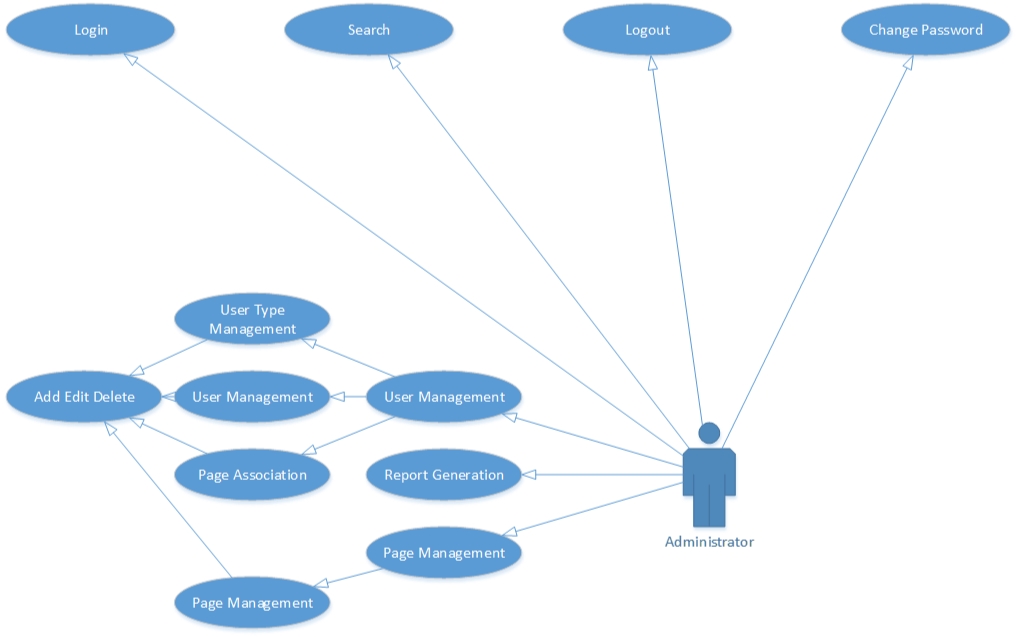 Login
Search
Logout
Change Password
User Type
Management
Add Edit Delete
User Management
User Management
Page Association
Report Generation
Administrator
Page Management
Page Management